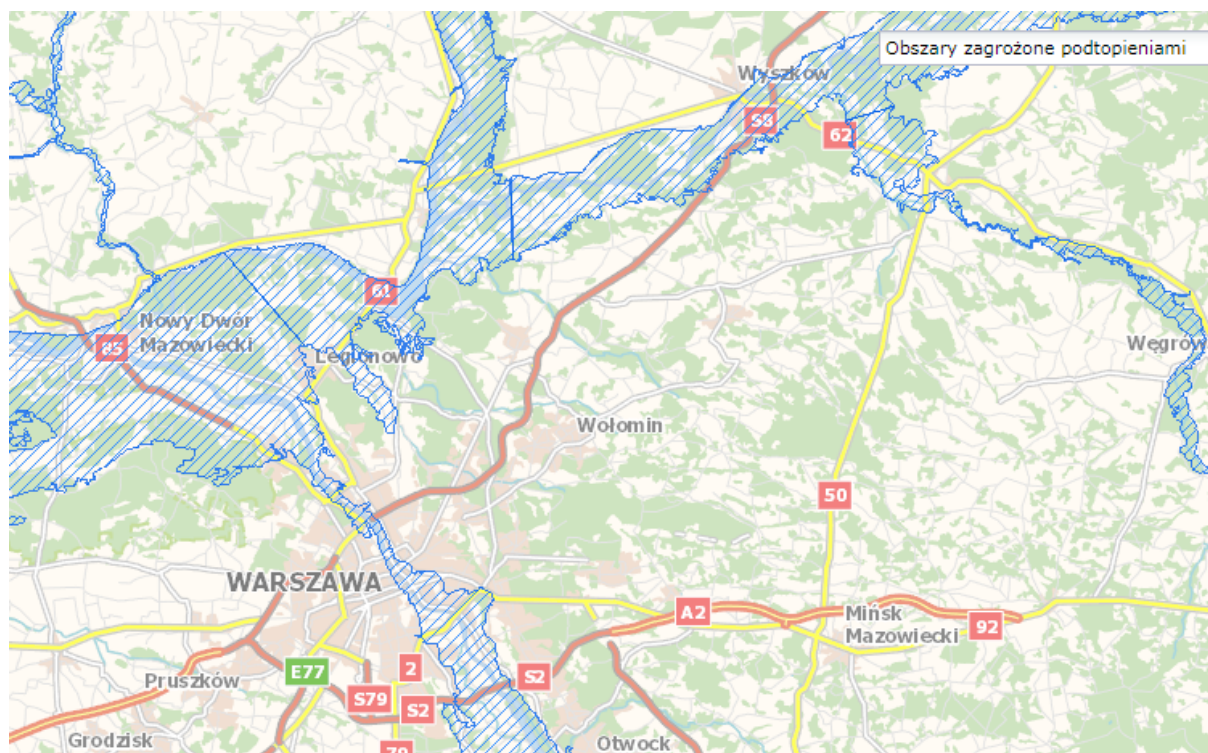 Obszary zagrożone podtopieniami
Wyszków
S8
62
61
Nowy Dwór
Mazowiecki
85
Legionowo
Węgrów
Wołomin
50
WARSZAWA
A2
Mińsk
Mazowiecki
92
E77
2
S2
Pruszków
S79
S2
Grodzisk
79
Otwock